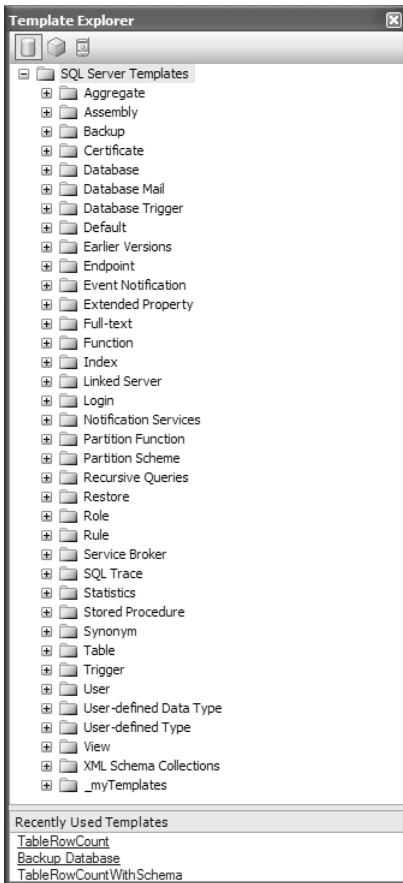 Template Explorer
SQL Server Templates
Aggregate
Assembly
Backup
Certificate
Database
Database Mail
Database Trigger
Default
Earlier Versions
Endpoint
Event Notification
Extended Property
Full-text
Function
Index
Linked Server
Login
Notification Services
Partition Function
Partition Scheme
Recursive Queries
Restore
Role
Rule
Service Broker
SQL Trace
Statistics
Stored Procedure
Synonym
Table
Trigger
User
User-defined Data Type
User-defined Type
View
XML Schema Collections
_myTemplates
Recently Used Templates
TableRowCount
Backup Database
TableRowCountWithSchema